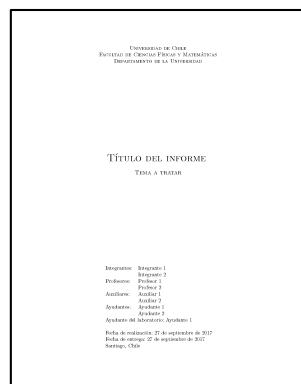 Universidad de Chile
Facultad de Ciencias Físicas y Matemáticas
Departamento de la Universidad
Título del informe
Tema a tratar
Integrantes: Integrante 1
Integrante 2
Profesores: Profesor 1
Profesor 2
Auxiliares: Auxiliar 1
Auxiliar 2
Ayudantes: Ayudante 1
Ayudante 2
Ayudante del laboratorio: Ayudante 1
Fecha de realización: 27 de septiembre de 2017
Fecha de entrega: 27 de septiembre de 2017
Santiago, Chile